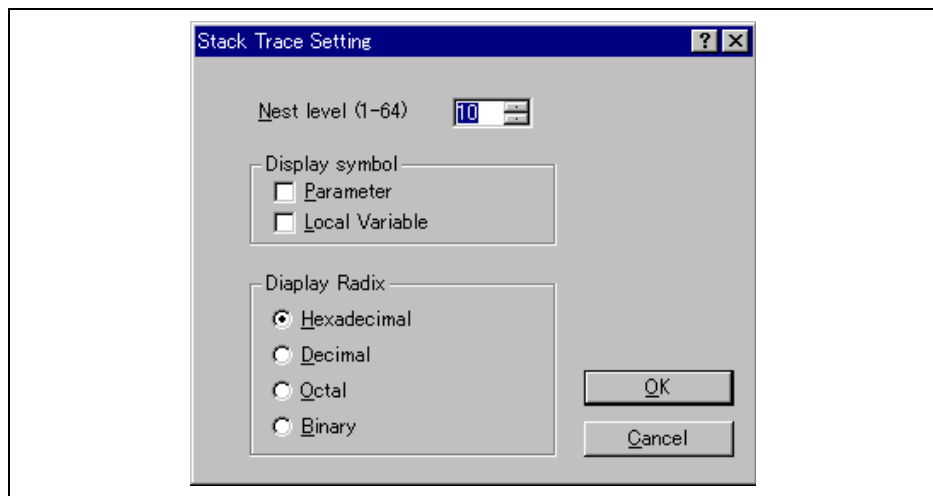 Stack Trace Setting
Nest level (1-64) 10
Display symbol
Parameter
Local Variable
Diaplay Radix
Hexadecimal
Decimal
Octal
Binary
OK
Cancel